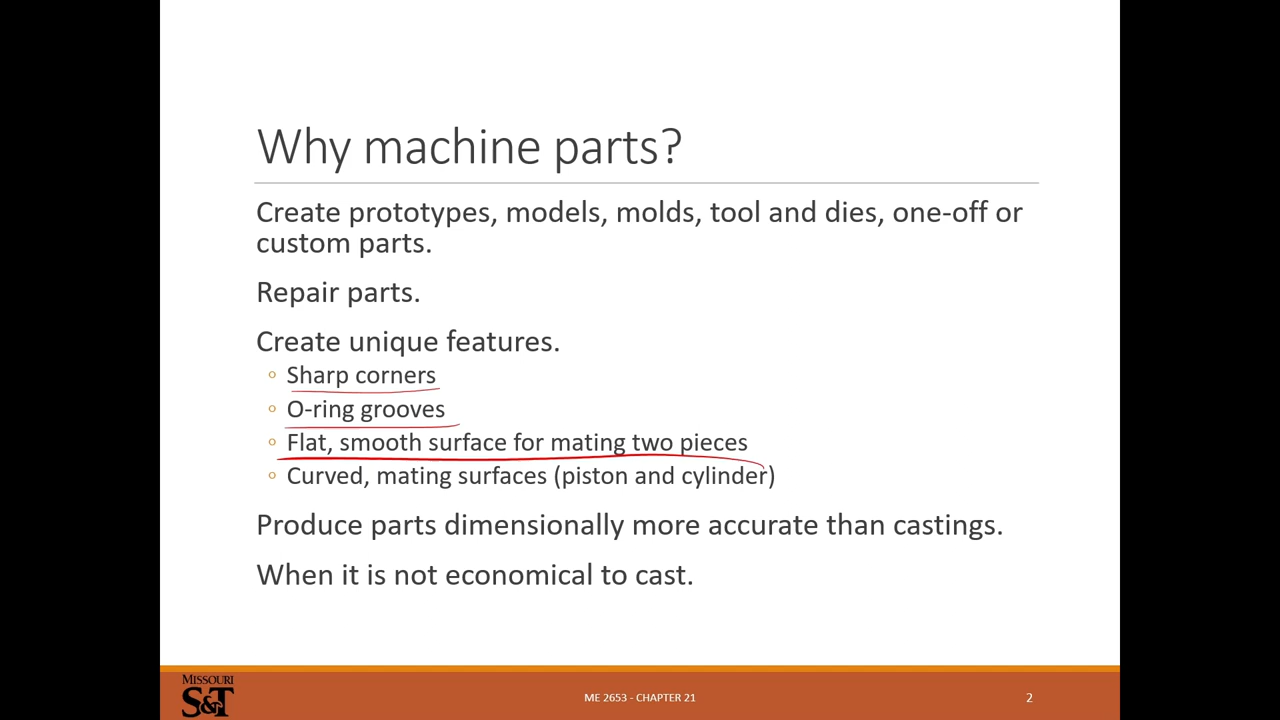 Why machine parts?
Create prototypes, models, molds, tool and dies, one-off or
custom parts.
Repair parts.
Create unique features.
◦ Sharp corners
◦ O-ring grooves
◦ Flat, smooth surface for mating two pieces
◦ Curved, mating surfaces (piston and cylinder)
Produce parts dimensionally more accurate than castings.
When it is not economical to cast.
MISSOURI
S&T
ME 2653 - CHAPTER 21
2